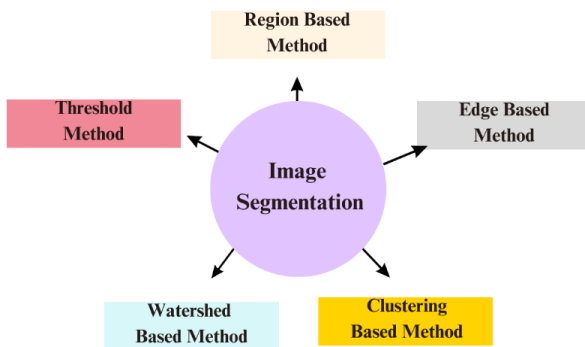 Region Based
Method
Threshold
Method
Edge Based
Method
Image
Segmentation
Watershed
Based Method
Clustering
Based Method